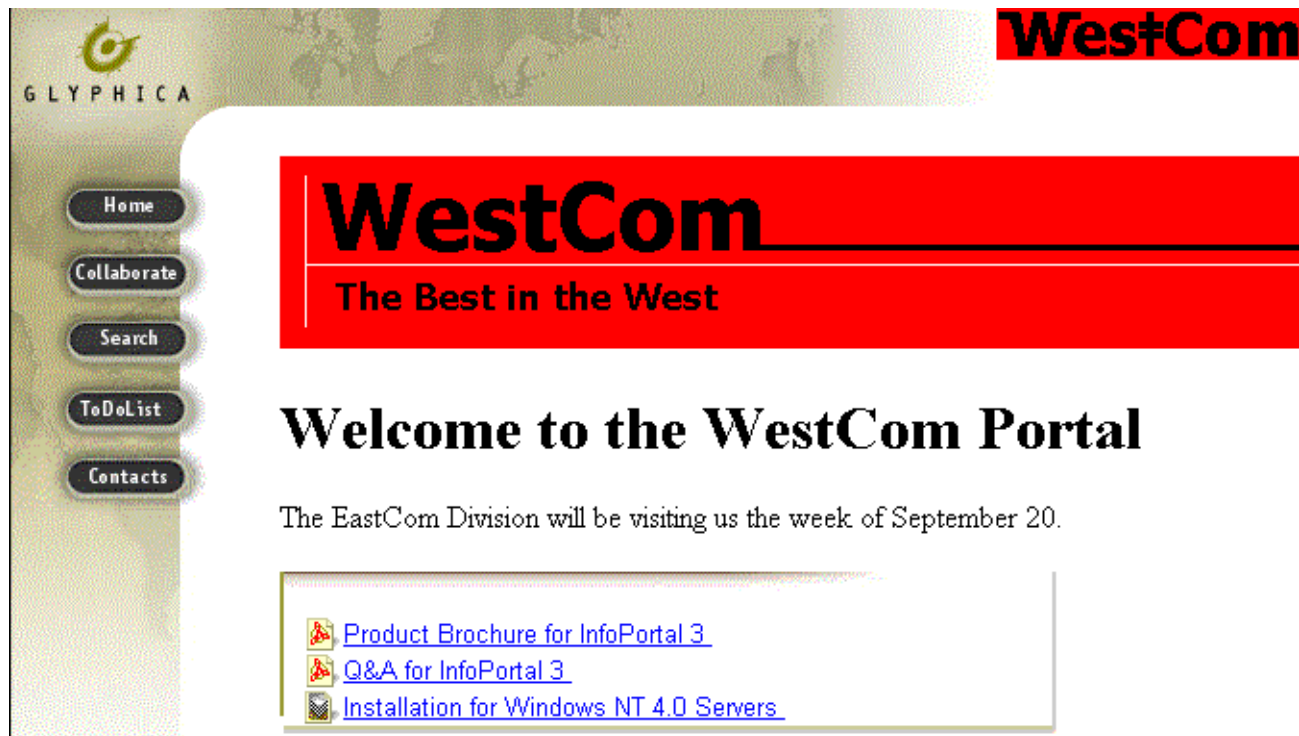 GLYPHICA
WestCom
Home
Collaborate
Search
ToDoList
Contacts
WestCom
The Best in the West
Welcome to the WestCom Portal
The EastCom Division will be visiting us the week of September 20.
Product Brochure for InfoPortal 3
Q&A for InfoPortal 3
Installation for Windows NT 4.0 Servers